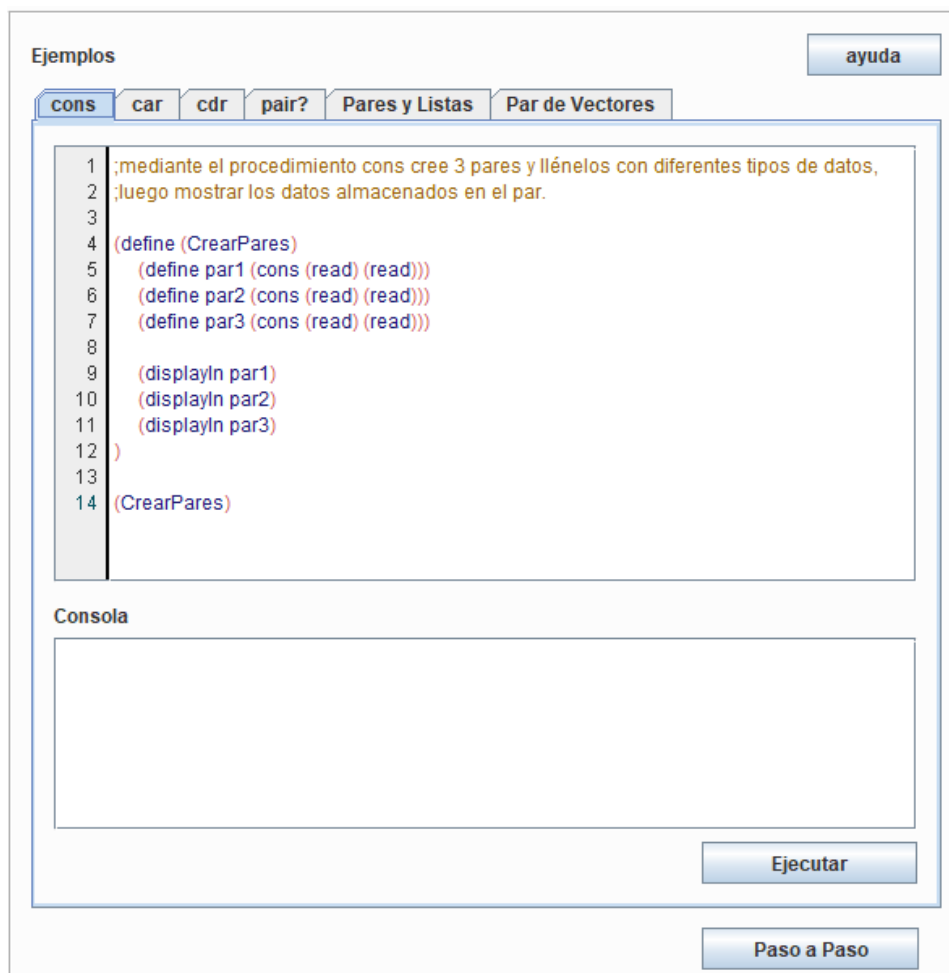 Ejemplos
ayuda
cons car cdr pair? Pares y Listas Par de Vectores
1 ;mediante el procedimiento cons cree 3 pares y llénelos con diferentes tipos de datos,
2 ;luego mostrar los datos almacenados en el par.
3
4 (define (CrearPares)
5 (define par1 (cons (read) (read)))
6 (define par2 (cons (read) (read)))
7 (define par3 (cons (read) (read)))
8
9 (displayln par1)
10 (displayln par2)
11 (displayln par3)
12 )
13
14 (CrearPares)
Consola
Ejecutar
Paso a Paso